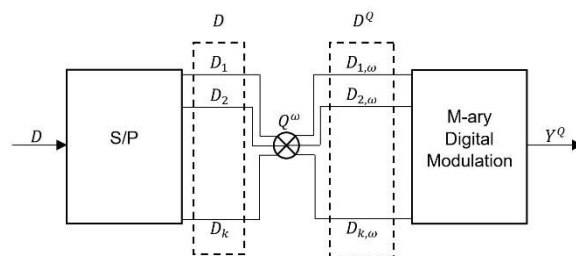 D
D^Q
D_1
D_{1,ω}
D_2
D_{2,ω}
Q^ω
D
S/P
M-ary
Digital
Modulation
Y^Q
D_k
D_{k,ω}